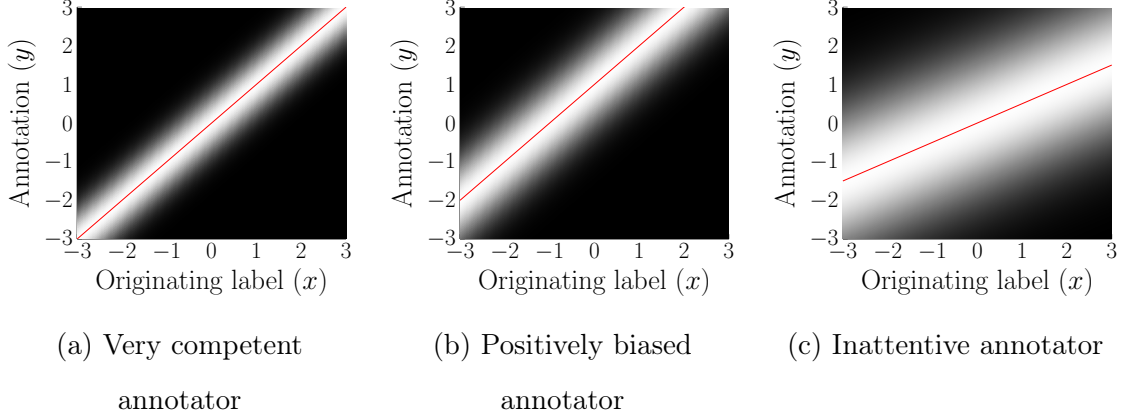 3
2
1
0
−1
−2
−3
−3 −2 −1 0 1 2 3
Annotation (y)
Originating label (x)
(a) Very competent
annotator
3
2
1
0
−1
−2
−3
−3 −2 −1 0 1 2 3
Annotation (y)
Originating label (x)
(b) Positively biased
annotator
3
2
1
0
−1
−2
−3
−3 −2 −1 0 1 2 3
Annotation (y)
Originating label (x)
(c) Inattentive annotator